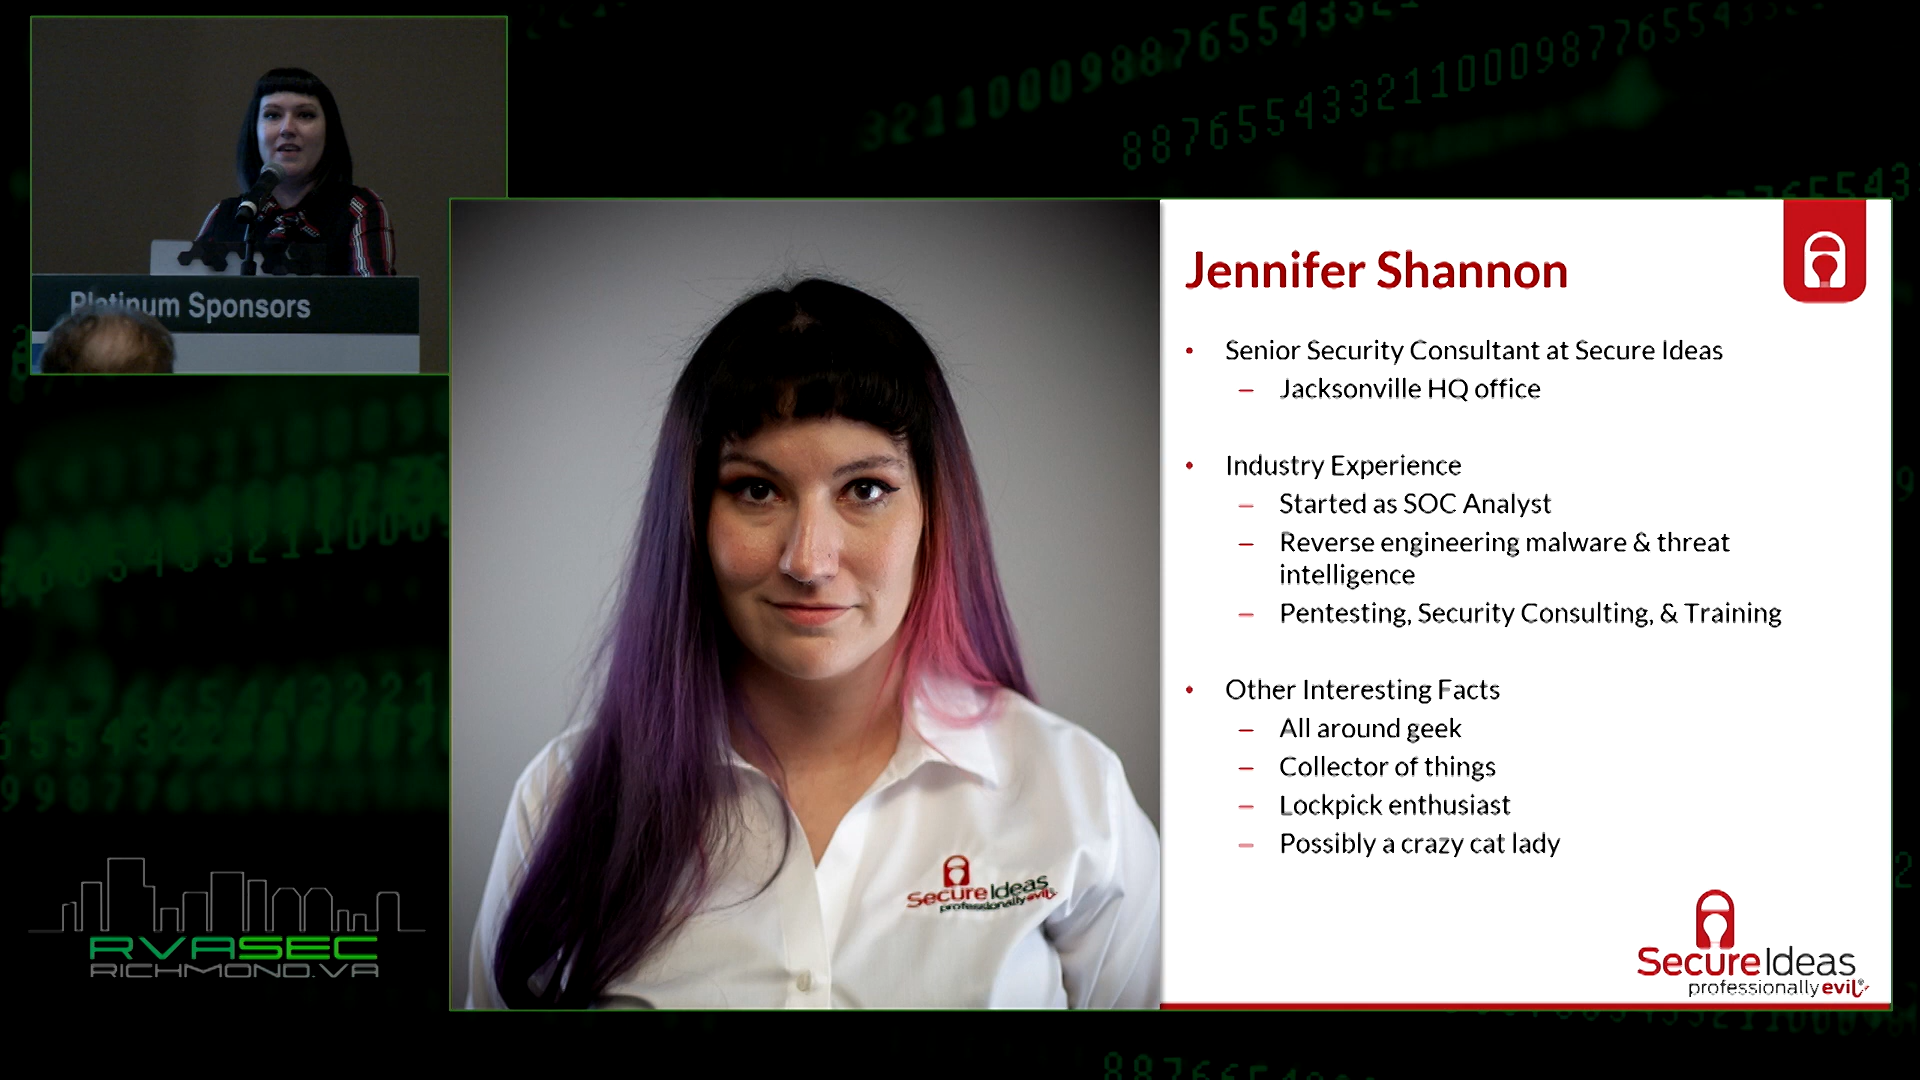 Platinum Sponsors
Jennifer Shannon
• Senior Security Consultant at Secure Ideas
– Jacksonville HQ office
• Industry Experience
– Started as SOC Analyst
– Reverse engineering malware & threat
intelligence
– Pentesting, Security Consulting, & Training
• Other Interesting Facts
– All around geek
– Collector of things
– Lockpick enthusiast
– Possibly a crazy cat lady
Secure Ideas
professionally evil
Secure Ideas
professionally evil
RVASEC
RICHMOND.VA